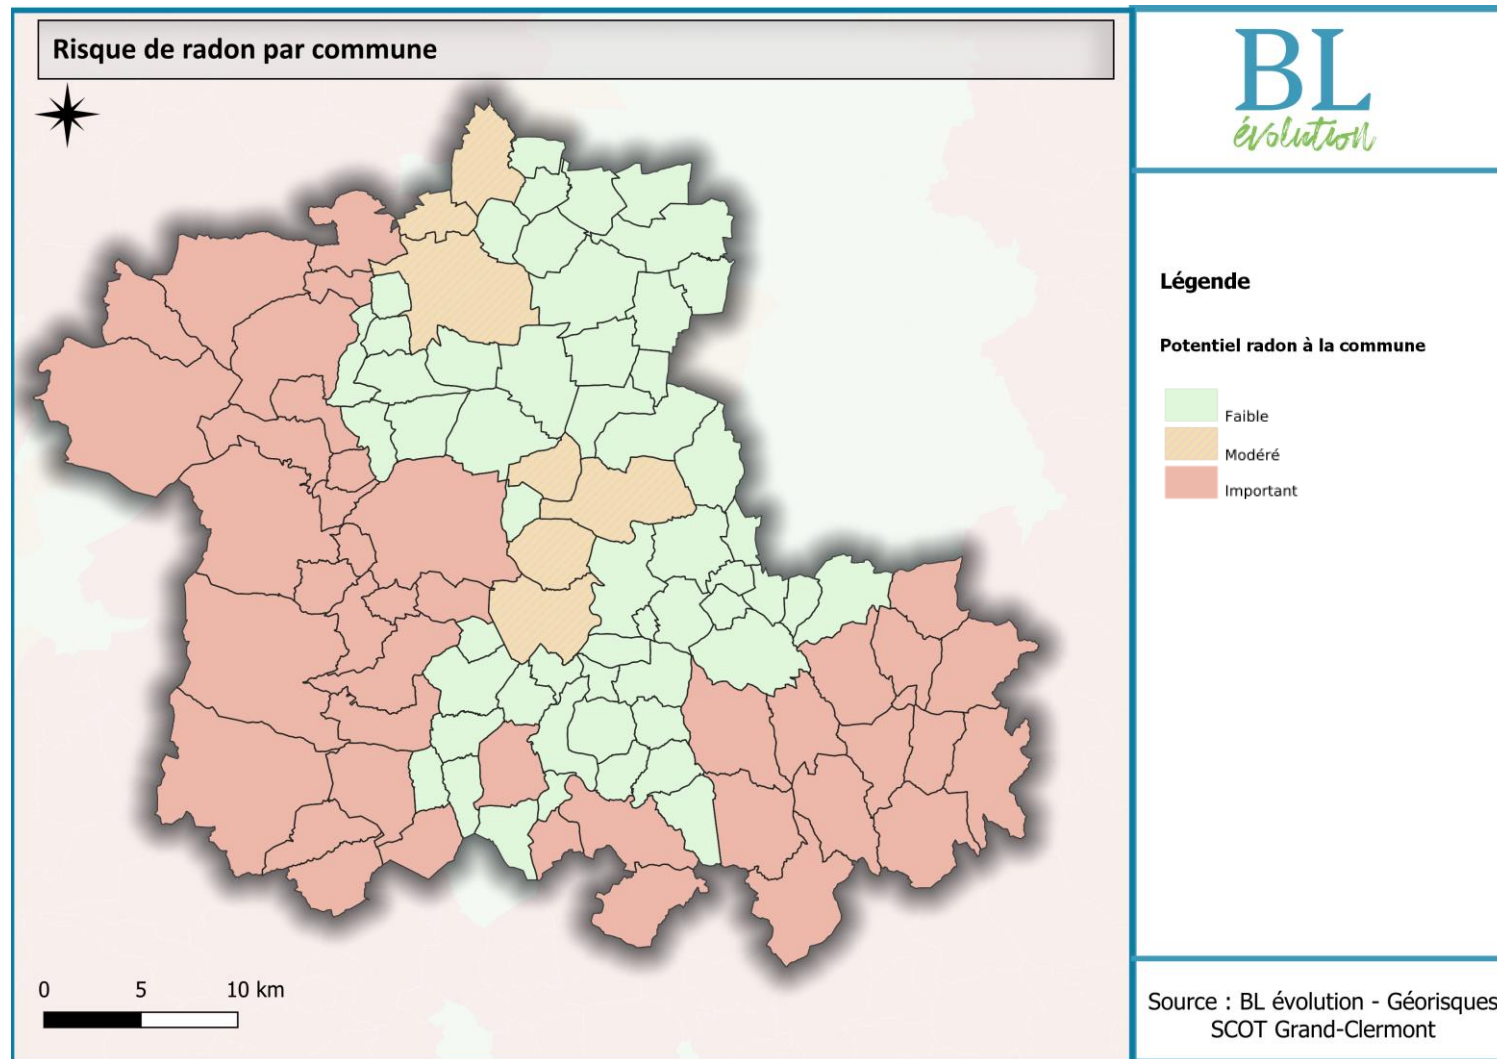 Risque de radon par commune
BL
évolution
Légende
Potentiel radon à la commune
Faible
Modéré
Important
0 5 10 km
Source : BL évolution - Géorisques
SCOT Grand-Clermont